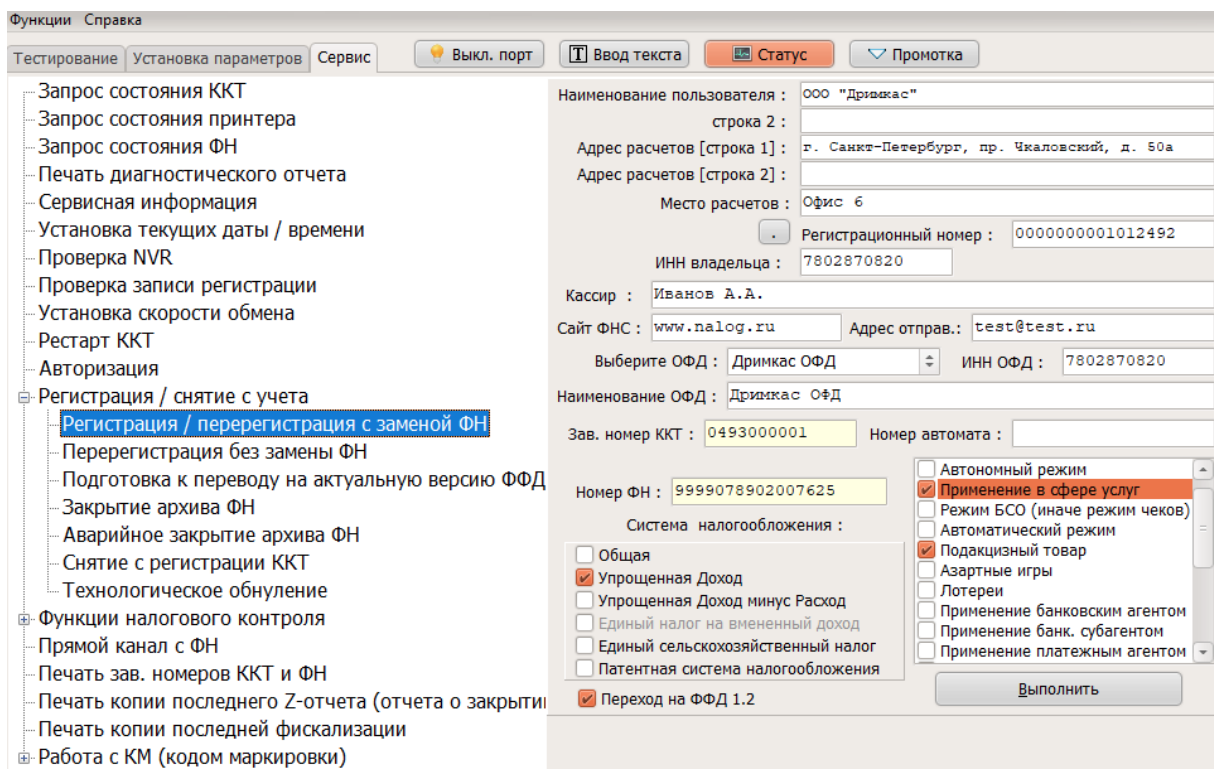 Функции Справка
Тестирование Установка параметров Сервис Выкл. порт Ввод текста Статус Промотка
Запрос состояния ККТ
Запрос состояния принтера
Запрос состояния ФН
Печать диагностического отчета
Сервисная информация
Установка текущих даты / времени
Проверка NVR
Проверка записи регистрации
Установка скорости обмена
Рестарт ККТ
Авторизация
Регистрация / снятие с учета
Регистрация / перерегистрация с заменой ФН
Перерегистрация без замены ФН
Подготовка к переводу на актуальную версию ФФД
Закрытие архива ФН
Аварийное закрытие архива ФН
Снятие с регистрации ККТ
Технологическое обнуление
Функции налогового контроля
Прямой канал с ФН
Печать зав. номеров ККТ и ФН
Печать копии последнего Z-отчета (отчета о закрыти
Печать копии последней фискализации
Работа с КМ (кодом маркировки)
Наименование пользователя : ООО "Дримкас"
строка 2 :
Адрес расчетов [строка 1] : г. Санкт-Петербург, пр. Чкаловский, д. 50а
Адрес расчетов [строка 2] :
Место расчетов : Офис 6
. Регистрационный номер : 0000000001012492
ИНН владельца : 7802870820
Кассир : Иванов А.А.
Сайт ФНС : www.nalog.ru Адрес отправ.: test@test.ru
Выберите ОФД : Дримкас ОФД ИНН ОФД : 7802870820
Наименование ОФД : Дримкас ОФД
Зав. номер ККТ : 0493000001 Номер автомата :
Номер ФН : 9999078902007625
Система налогообложения :
Общая
Упрощенная Доход
Упрощенная Доход минус Расход
Единый налог на вмененный доход
Единый сельскохозяйственный налог
Патентная система налогообложения
Переход на ФФД 1.2
Автономный режим
Применение в сфере услуг
Режим БСО (иначе режим чеков)
Автоматический режим
Подакцизный товар
Азартные игры
Лотереи
Применение банковским агентом
Применение банк. субагентом
Применение платежным агентом
Выполнить